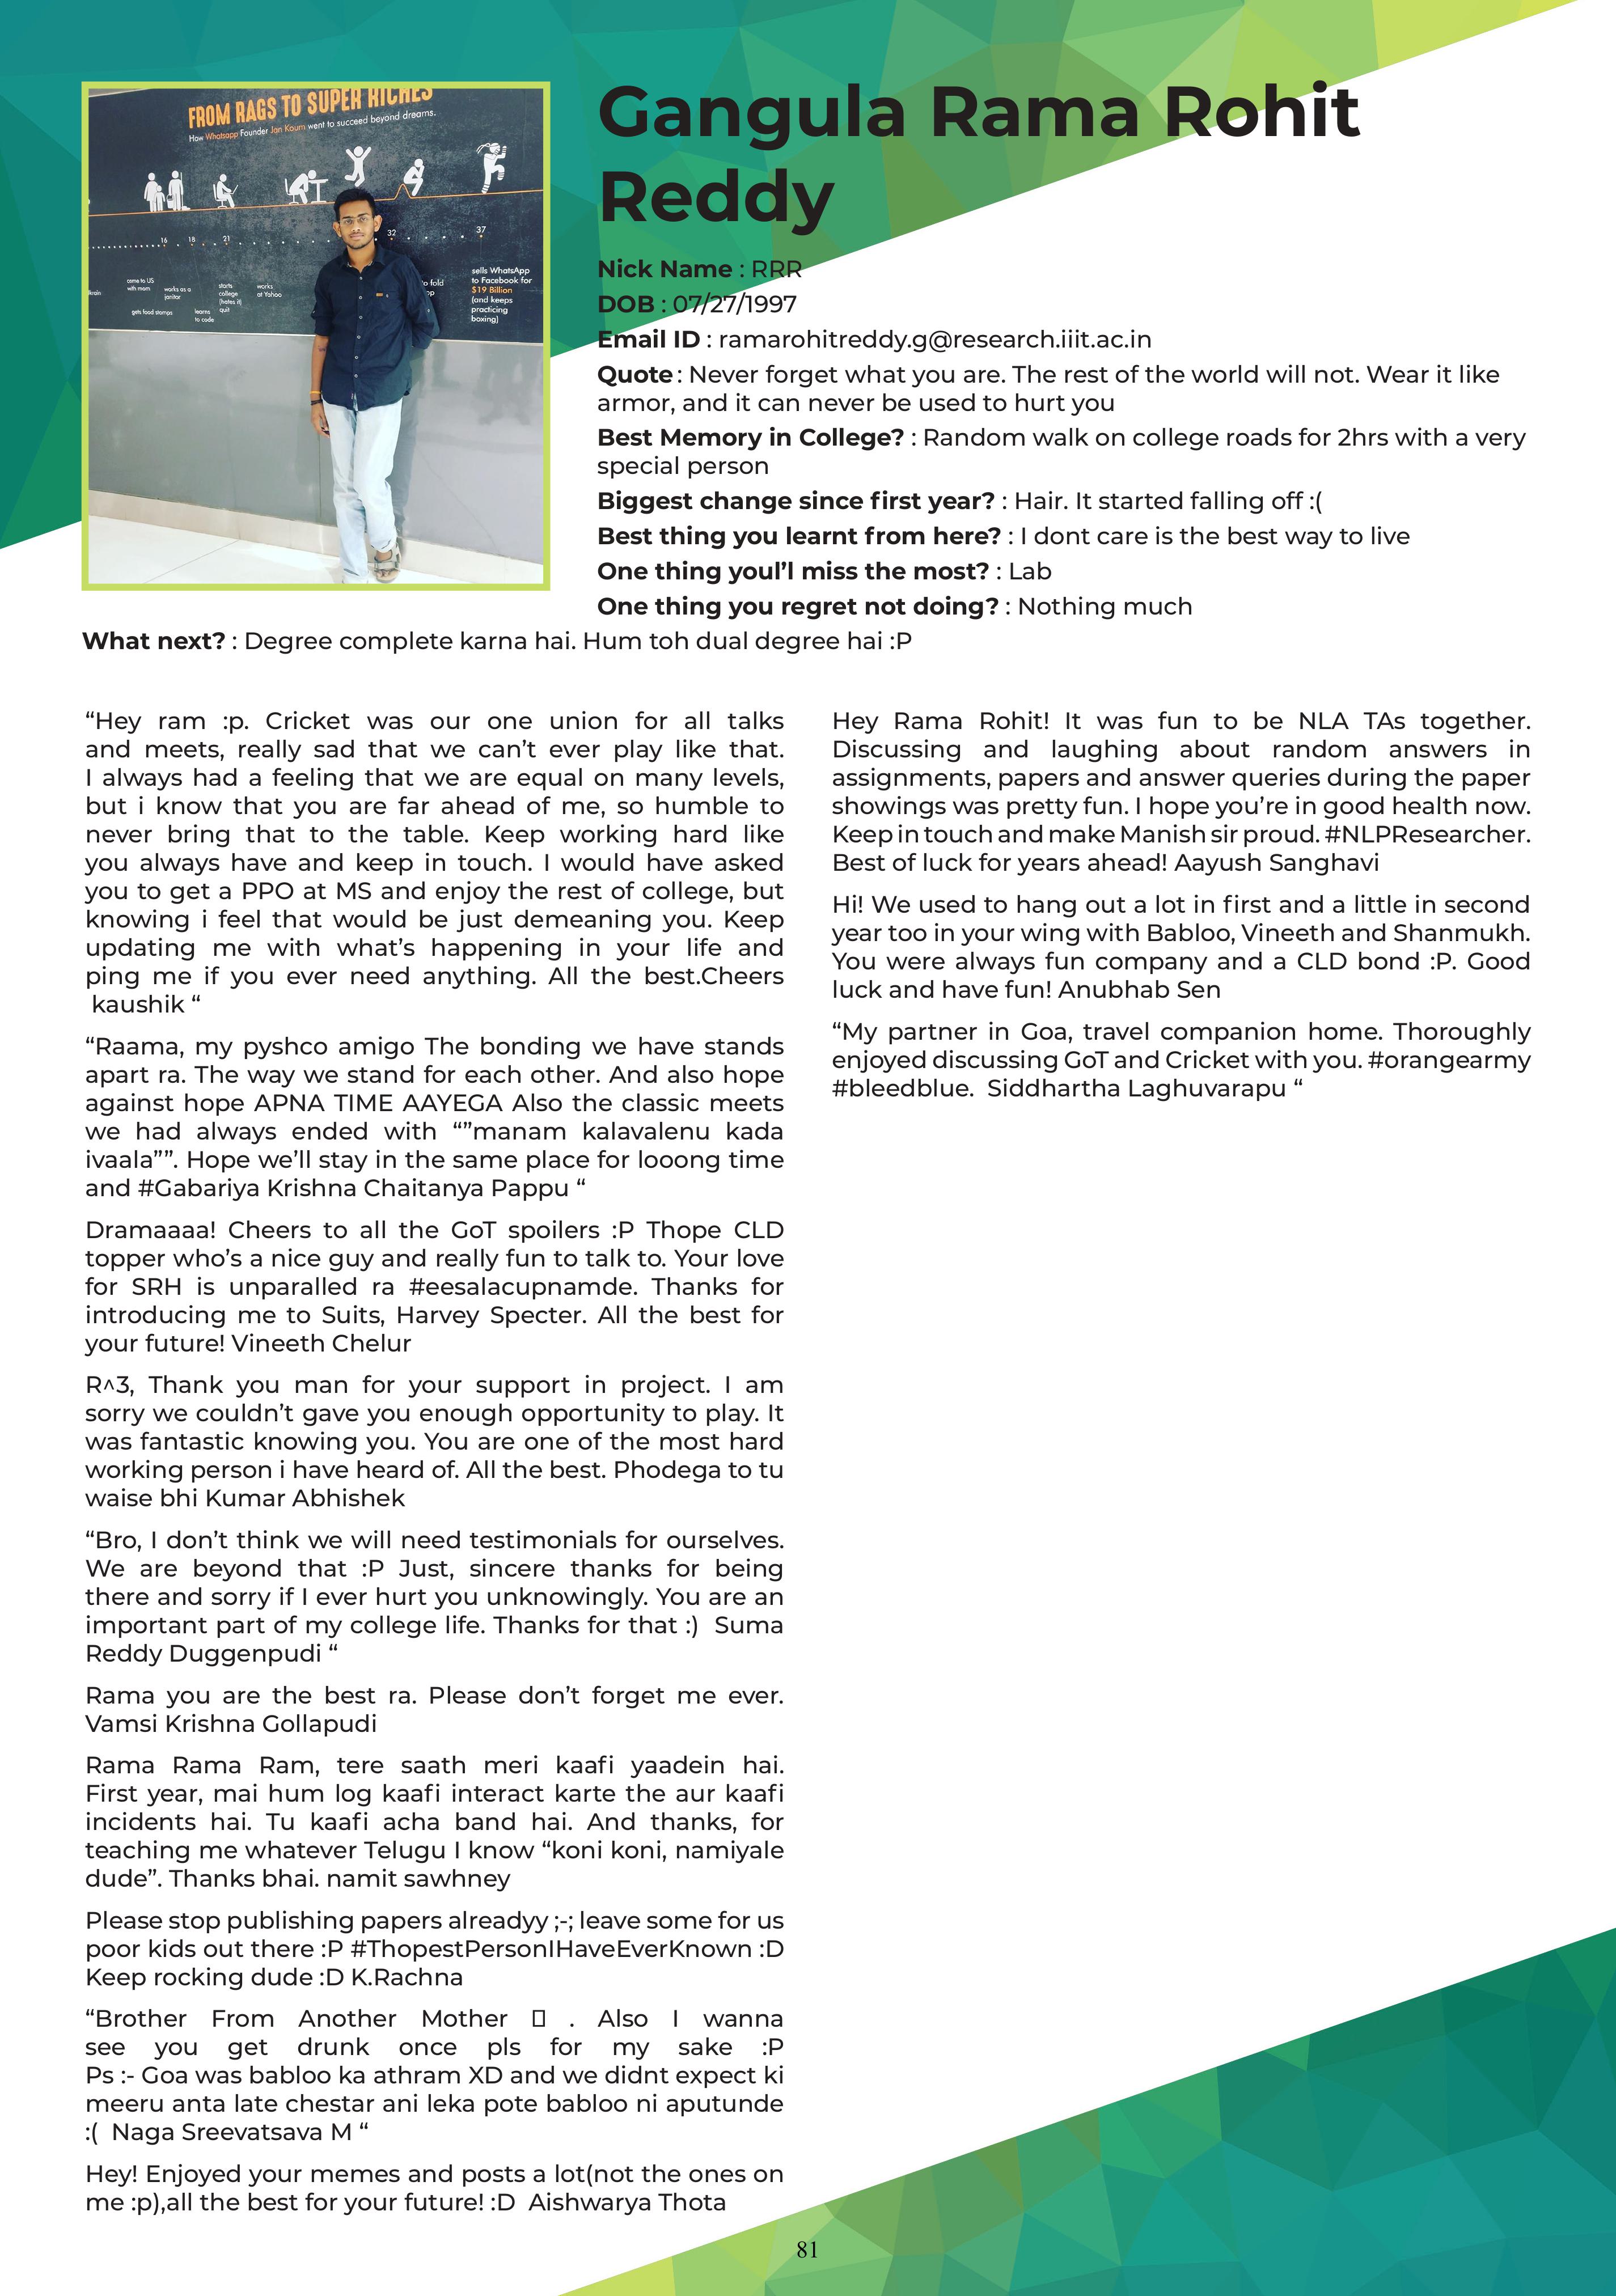 FROM RAGS TO SUPER RICHES
How Whatsapp Founder Jan Koum went to succeed beyond dreams.
16 18 21 32 37
come to US
with mom
works as a
janitor
starts
college
(hates it)
quit
works
at Yahoo
gets food stamps
learns
to code
to fold
sells WhatsApp
to Facebook for
$19 Billion
(and keeps
practicing
boxing)
Gangula Rama Rohit
Reddy
Nick Name : RRR
DOB : 07/27/1997
Email ID : ramarohitreddy.g@research.iiit.ac.in
Quote : Never forget what you are. The rest of the world will not. Wear it like
armor, and it can never be used to hurt you
Best Memory in College? : Random walk on college roads for 2hrs with a very
special person
Biggest change since first year? : Hair. It started falling off :(
Best thing you learnt from here? : I dont care is the best way to live
One thing youl’l miss the most? : Lab
One thing you regret not doing? : Nothing much
What next? : Degree complete karna hai. Hum toh dual degree hai :P
“Hey ram :p. Cricket was our one union for all talks
and meets, really sad that we can’t ever play like that.
I always had a feeling that we are equal on many levels,
but i know that you are far ahead of me, so humble to
never bring that to the table. Keep working hard like
you always have and keep in touch. I would have asked
you to get a PPO at MS and enjoy the rest of college, but
knowing i feel that would be just demeaning you. Keep
updating me with what’s happening in your life and
ping me if you ever need anything. All the best.Cheers
kaushik “
“Raama, my pyshco amigo The bonding we have stands
apart ra. The way we stand for each other. And also hope
against hope APNA TIME AAYEGA Also the classic meets
we had always ended with “”manam kalavalenu kada
ivaala””. Hope we’ll stay in the same place for looong time
and #Gabariya Krishna Chaitanya Pappu “
Dramaaaa! Cheers to all the GoT spoilers :P Thope CLD
topper who’s a nice guy and really fun to talk to. Your love
for SRH is unparalled ra #eesalacupnamde. Thanks for
introducing me to Suits, Harvey Specter. All the best for
your future! Vineeth Chelur
R^3, Thank you man for your support in project. I am
sorry we couldn’t gave you enough opportunity to play. It
was fantastic knowing you. You are one of the most hard
working person i have heard of. All the best. Phodega to tu
waise bhi Kumar Abhishek
“Bro, I don’t think we will need testimonials for ourselves.
We are beyond that :P Just, sincere thanks for being
there and sorry if I ever hurt you unknowingly. You are an
important part of my college life. Thanks for that :) Suma
Reddy Duggenpudi “
Rama you are the best ra. Please don’t forget me ever.
Vamsi Krishna Gollapudi
Rama Rama Ram, tere saath meri kaafi yaadein hai.
First year, mai hum log kaafi interact karte the aur kaafi
incidents hai. Tu kaafi acha band hai. And thanks, for
teaching me whatever Telugu I know “koni koni, namiyale
dude”. Thanks bhai. namit sawhney
Please stop publishing papers alreadyy ;-; leave some for us
poor kids out there :P #ThopestPersonIHaveEverKnown :D
Keep rocking dude :D K.Rachna
“Brother From Another Mother . Also I wanna
see you get drunk once pls for my sake :P
Ps :- Goa was babloo ka athram XD and we didnt expect ki
meeru anta late chestar ani leka pote babloo ni aputunde
:( Naga Sreevatsava M “
Hey! Enjoyed your memes and posts a lot(not the ones on
me :p),all the best for your future! :D Aishwarya Thota
Hey Rama Rohit! It was fun to be NLA TAs together.
Discussing and laughing about random answers in
assignments, papers and answer queries during the paper
showings was pretty fun. I hope you’re in good health now.
Keep in touch and make Manish sir proud. #NLPResearcher.
Best of luck for years ahead! Aayush Sanghavi
Hi! We used to hang out a lot in first and a little in second
year too in your wing with Babloo, Vineeth and Shanmukh.
You were always fun company and a CLD bond :P. Good
luck and have fun! Anubhab Sen
“My partner in Goa, travel companion home. Thoroughly
enjoyed discussing GoT and Cricket with you. #orangearmy
#bleedblue. Siddhartha Laghuvarapu “
81